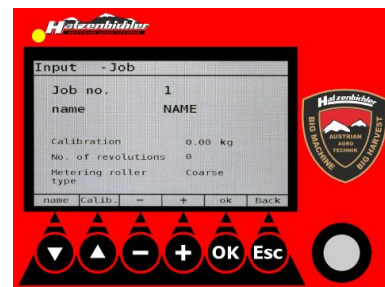 Hatzenbichler
Input -Job
Job no. 1
name NAME
Calibration 0.00 kg
No. of revolutions 0
Metering roller Coarse
type
name Calib. - + ok Back
- + OK Esc
Hatzenbichler
BIG MACHINE
AUSTRIAN
AGRO
TECHNIK
BIG HARVEST